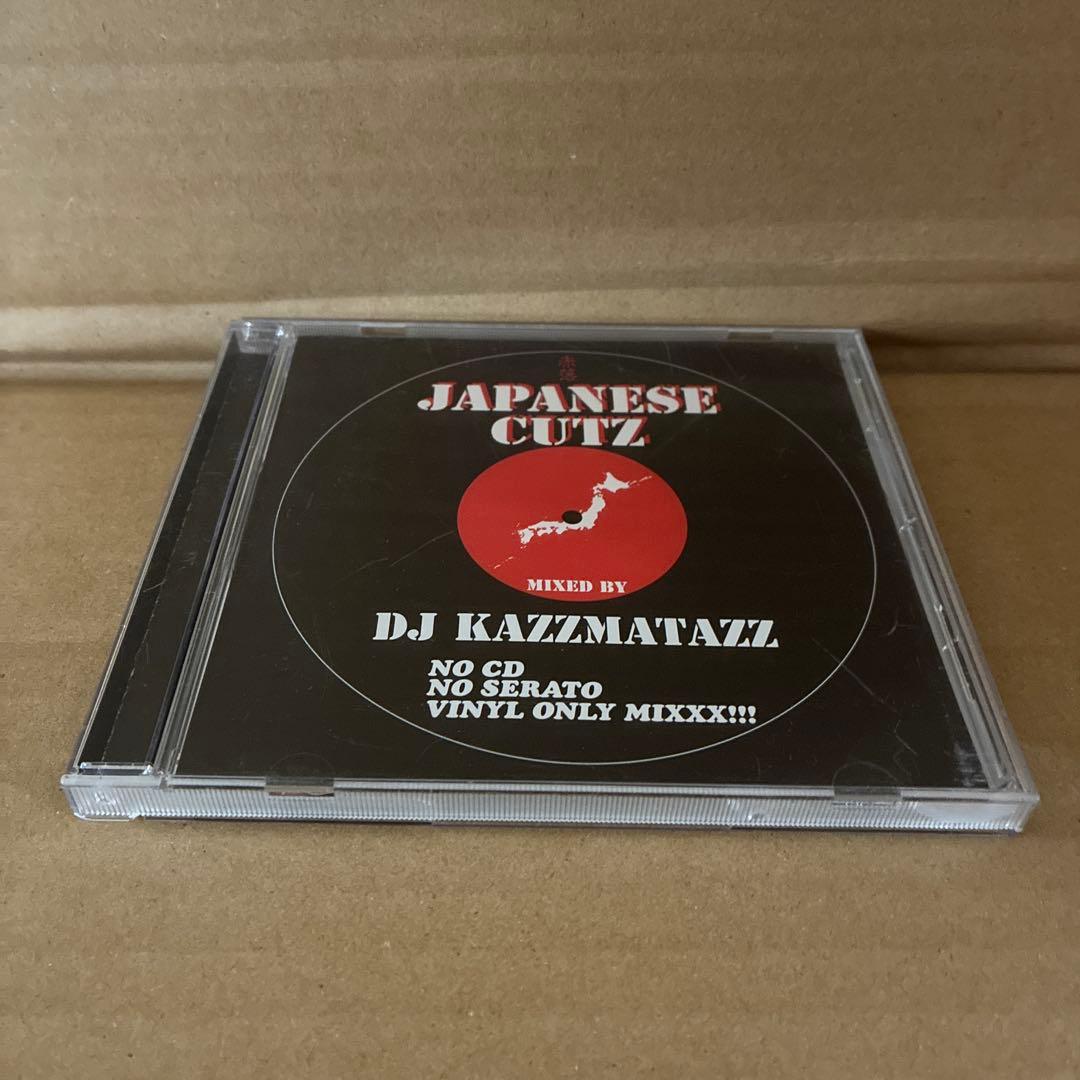 JAPANESE
CUTZ
MIXED BY
DJ KAZZMATAZZ
NO CD
NO SERATO
VINYL ONLY MIXXX!!!